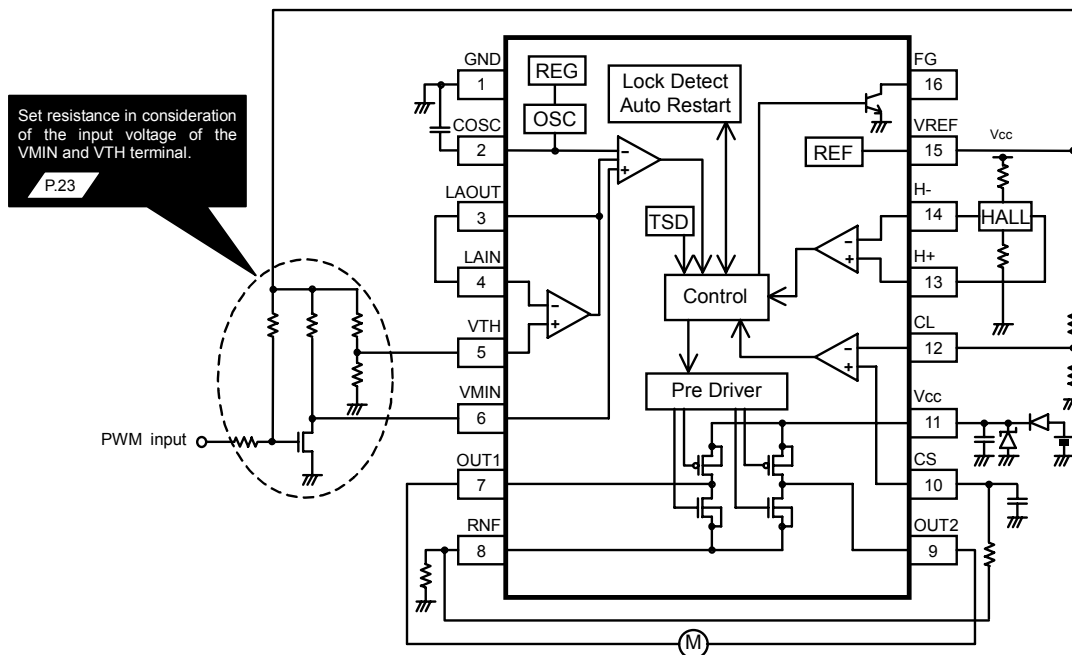 Set resistance in consideration
of the input voltage of the
VMIN and VTH terminal.
P.23
PWM input
GND
1
COSC
2
LAOUT
3
LAIN
4
VTH
5
VMIN
6
OUT1
7
RNF
8
REG
OSC
Lock Detect
Auto Restart
TSD
Control
Pre Driver
REF
FG
16
VREF
15
H-
14
H+
13
CL
12
Vcc
11
CS
10
OUT2
9
Vcc
HALL
M
-
+
-
+
-
+
-
+